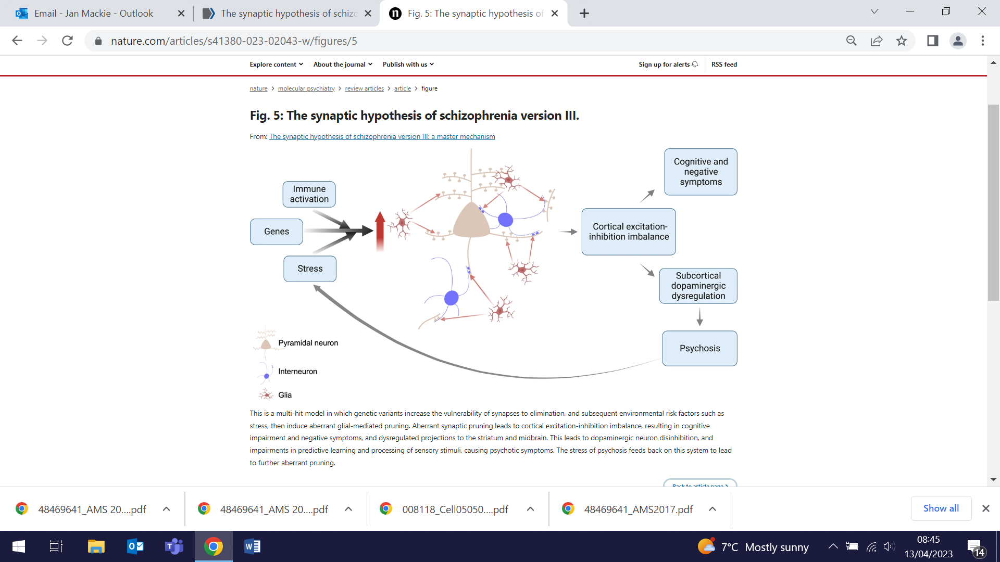 Email - Jan Mackie - Outlook
The synaptic hypothesis of schizo
Fig. 5: The synaptic hypothesis of
nature.com/articles/s41380-023-02043-w/figures/5
Explore content
About the journal
Publish with us
Sign up for alerts
RSS feed
nature > molecular psychiatry > review articles > article > figure
Fig. 5: The synaptic hypothesis of schizophrenia version III.
From: The synaptic hypothesis of schizophrenia version III: a master mechanism
Immune
activation
Genes
Stress
Cognitive and
negative
symptoms
Cortical excitation-
inhibition imbalance
Subcortical
dopaminergic
dysregulation
Psychosis
Pyramidal neuron
Interneuron
Glia
This is a multi-hit model in which genetic variants increase the vulnerability of synapses to elimination, and subsequent environmental risk factors such as
stress, then induce aberrant glial-mediated pruning. Aberrant synaptic pruning leads to cortical excitation-inhibition imbalance, resulting in cognitive
impairment and negative symptoms, and dysregulated projections to the striatum and midbrain. This leads to dopaminergic neuron disinhibition, and
impairments in predictive learning and processing of sensory stimuli, causing psychotic symptoms. The stress of psychosis feeds back on this system to lead
to further aberrant pruning.
Back to article page >
48469641_AMS 20....pdf
48469641_AMS 20....pdf
008118_Cell05050....pdf
48469641_AMS2017.pdf
Show all
7°C Mostly sunny
08:45
13/04/2023
14